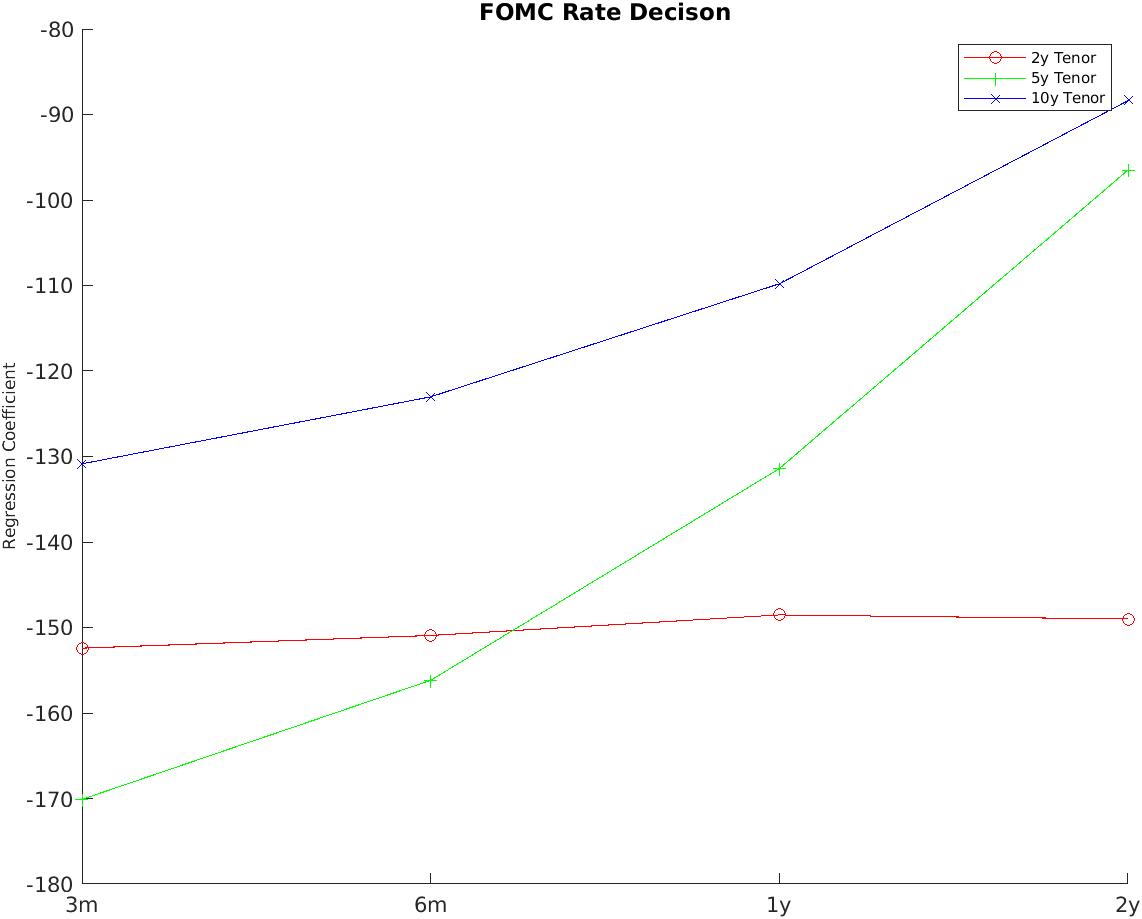 FOMC Rate Decison
2y Tenor
5y Tenor
10y Tenor
Regression Coefficient
-80
-90
-100
-110
-120
-130
-140
-150
-160
-170
-180
3m
6m
1y
2y